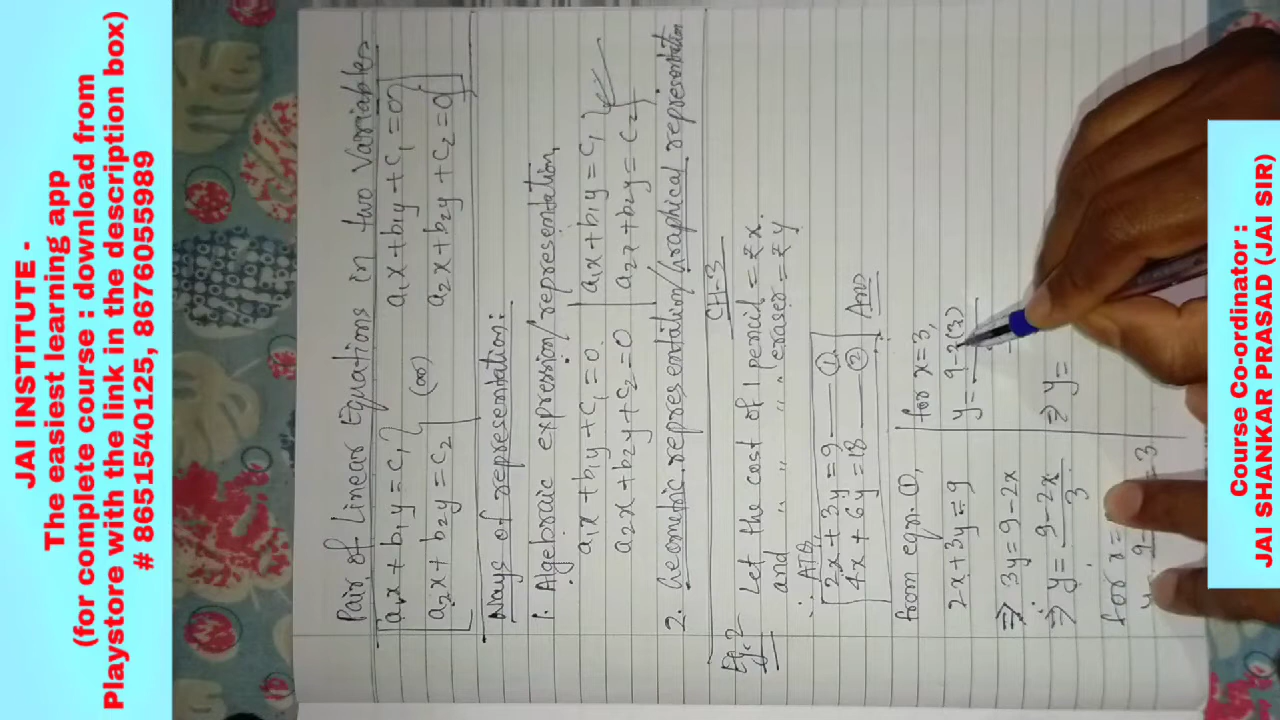 JAI INSTITUTE -
The easiest learning app
(for complete course : download from
Playstore with the link in the description box)
# 8651540125, 8676055989
Pair of Linear Equations in two Variables
a₁x + b₁y = c₁
a₂x + b₂y = c₂
(or)
a₁x + b₁y + c₁ = 0
a₂x + b₂y + c₂ = 0
Ways of representation:
1. Algebraic expression/representation,
a₁x + b₁y + c₁ = 0
a₂x + b₂y + c₂ = 0
a₁x + b₁y = c₁
a₂x + b₂y = c₂
2. Geometric representation/Graphical representation
CH-3
Eg.2 Let the cost of 1 pencil = ₹ x.
and " " " " eraser = ₹ y
∴ ATQ,
2x + 3y = 9 ①
4x + 6y = 18 ② Ans
from eqn. ①,
2x + 3y = 9
⇒ 3y = 9 - 2x
⇒ y = 9 - 2x / 3
for x =
for x = 3,
y = 9 - 2(3)
⇒ y =
Course Co-ordinator :
JAI SHANKAR PRASAD (JAI SIR)